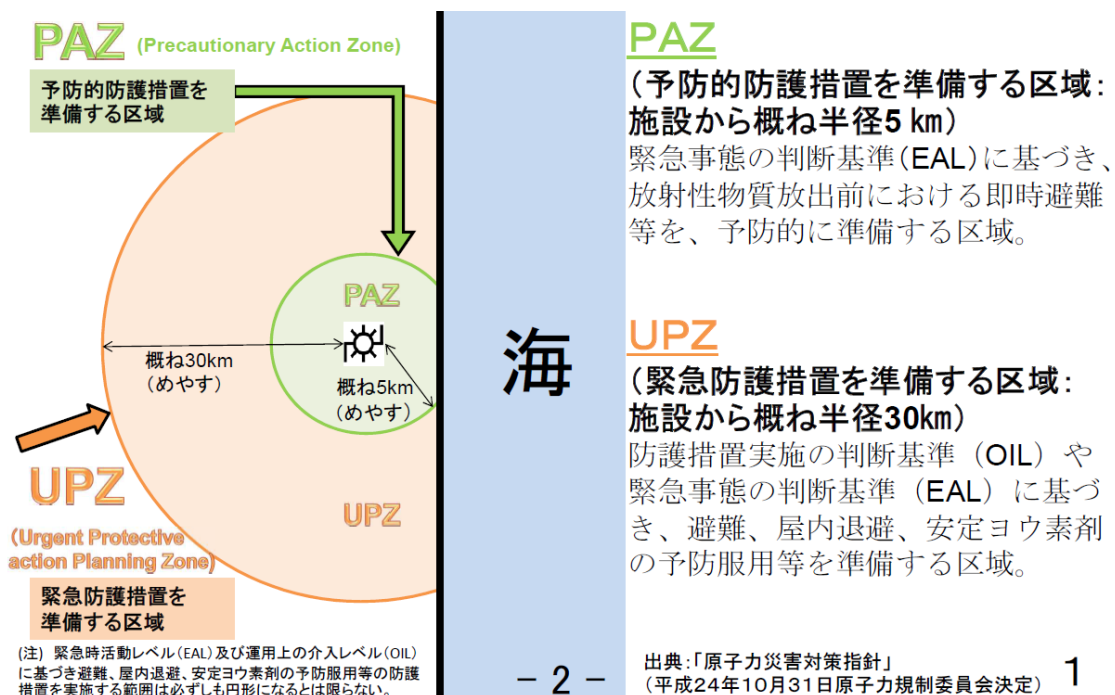 PAZ (Precautionary Action Zone)
予防的防護措置を
準備する区域
PAZ
概ね30km
(めやす)
概ね5km
(めやす)
UPZ
(Urgent Protective
action Planning Zone)
UPZ
緊急防護措置を
準備する区域
(注) 緊急時活動レベル(EAL)及び運用上の介入レベル(OIL)
に基づき避難、屋内退避、安定ヨウ素剤の予防服用等の防護
措置を実施する範囲は必ずしも円形になるとは限らない。
海
－2－
PAZ
(予防的防護措置を準備する区域:
施設から概ね半径5 km)
緊急事態の判断基準(EAL)に基づき、
放射性物質放出前における即時避難
等を、予防的に準備する区域。
UPZ
(緊急防護措置を準備する区域:
施設から概ね半径30km)
防護措置実施の判断基準（OIL）や
緊急事態の判断基準（EAL）に基づ
き、避難、屋内退避、安定ヨウ素剤
の予防服用等を準備する区域。
出典:「原子力災害対策指針」
(平成24年10月31日原子力規制委員会決定)
1